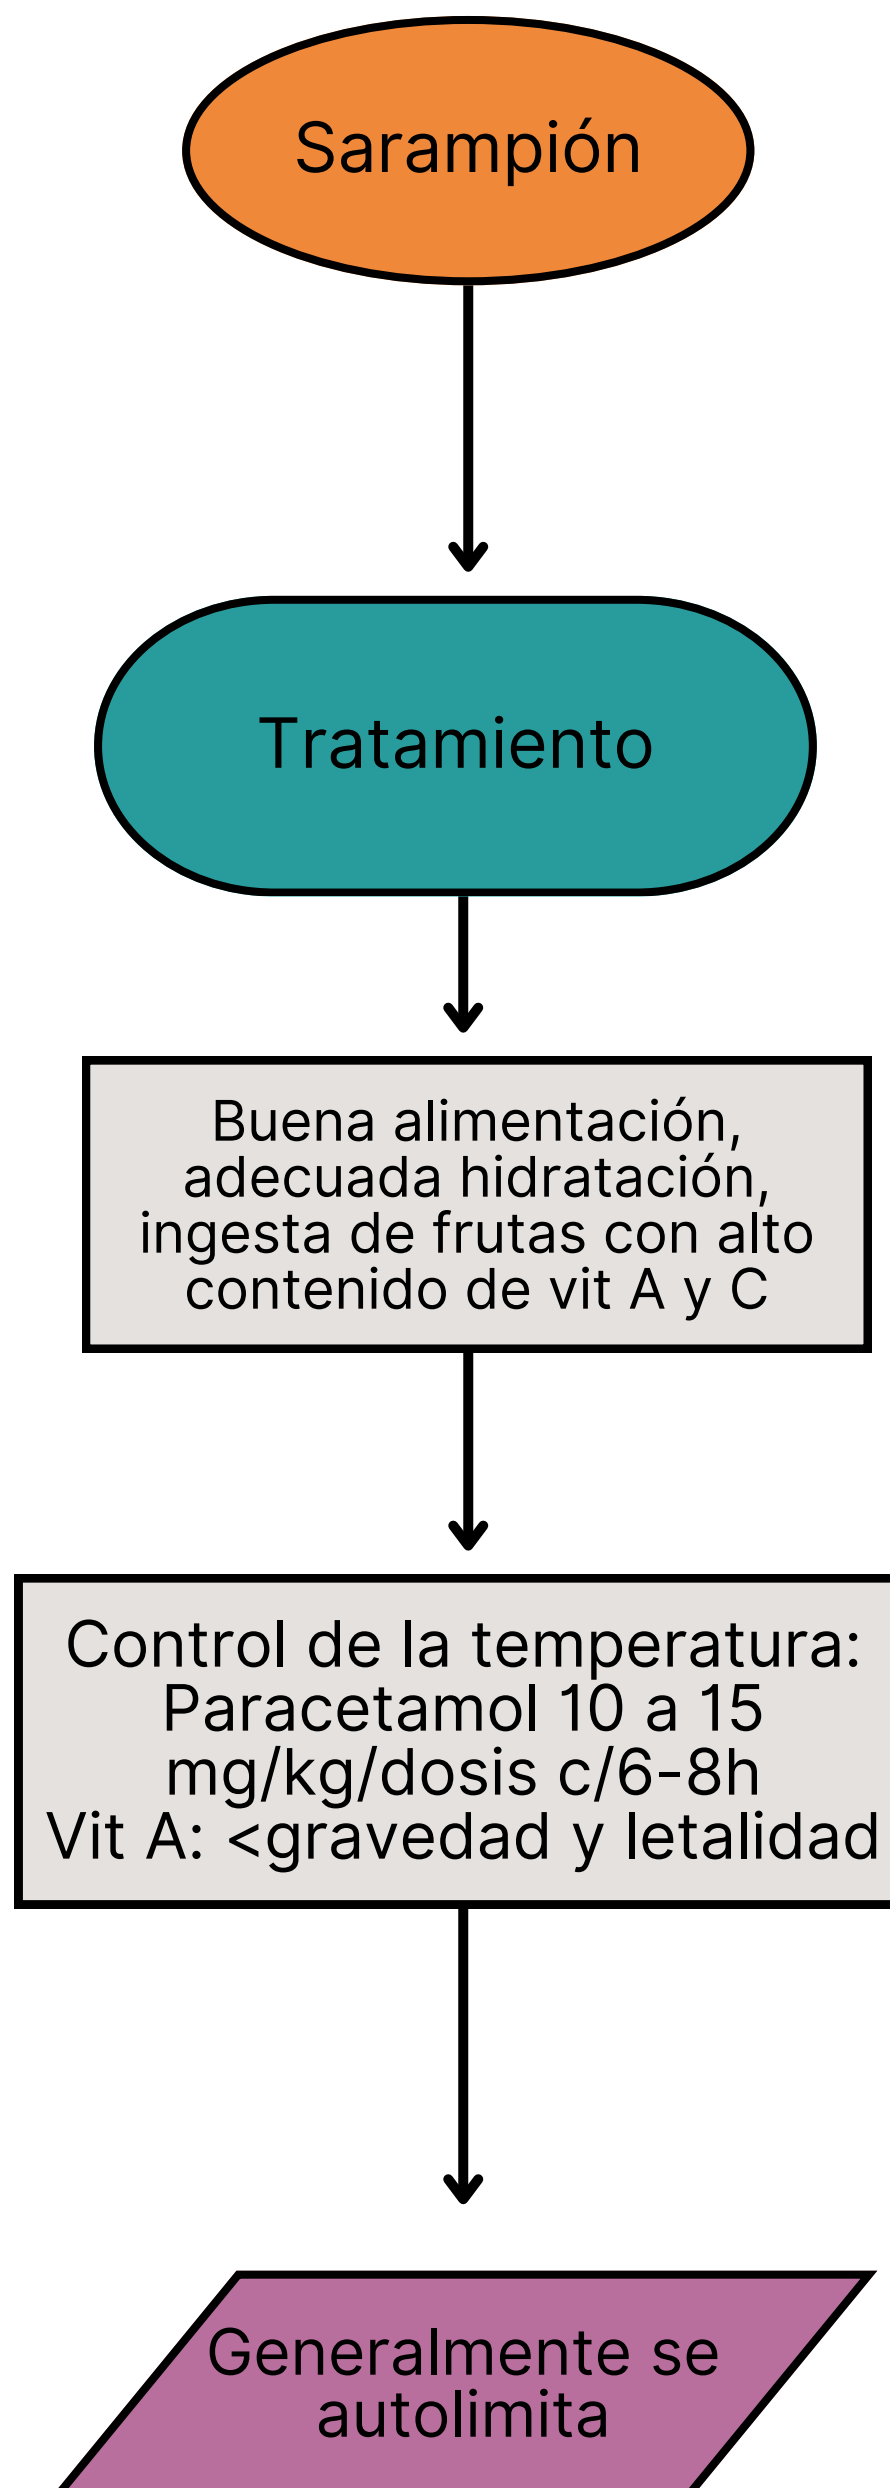 Sarampión
Tratamiento
Buena alimentación,
adecuada hidratación,
ingesta de frutas con alto
contenido de vit A y C
Control de la temperatura:
Paracetamol 10 a 15
mg/kg/dosis c/6-8h
Vit A: <gravedad y letalidad
Generalmente se
autolimita